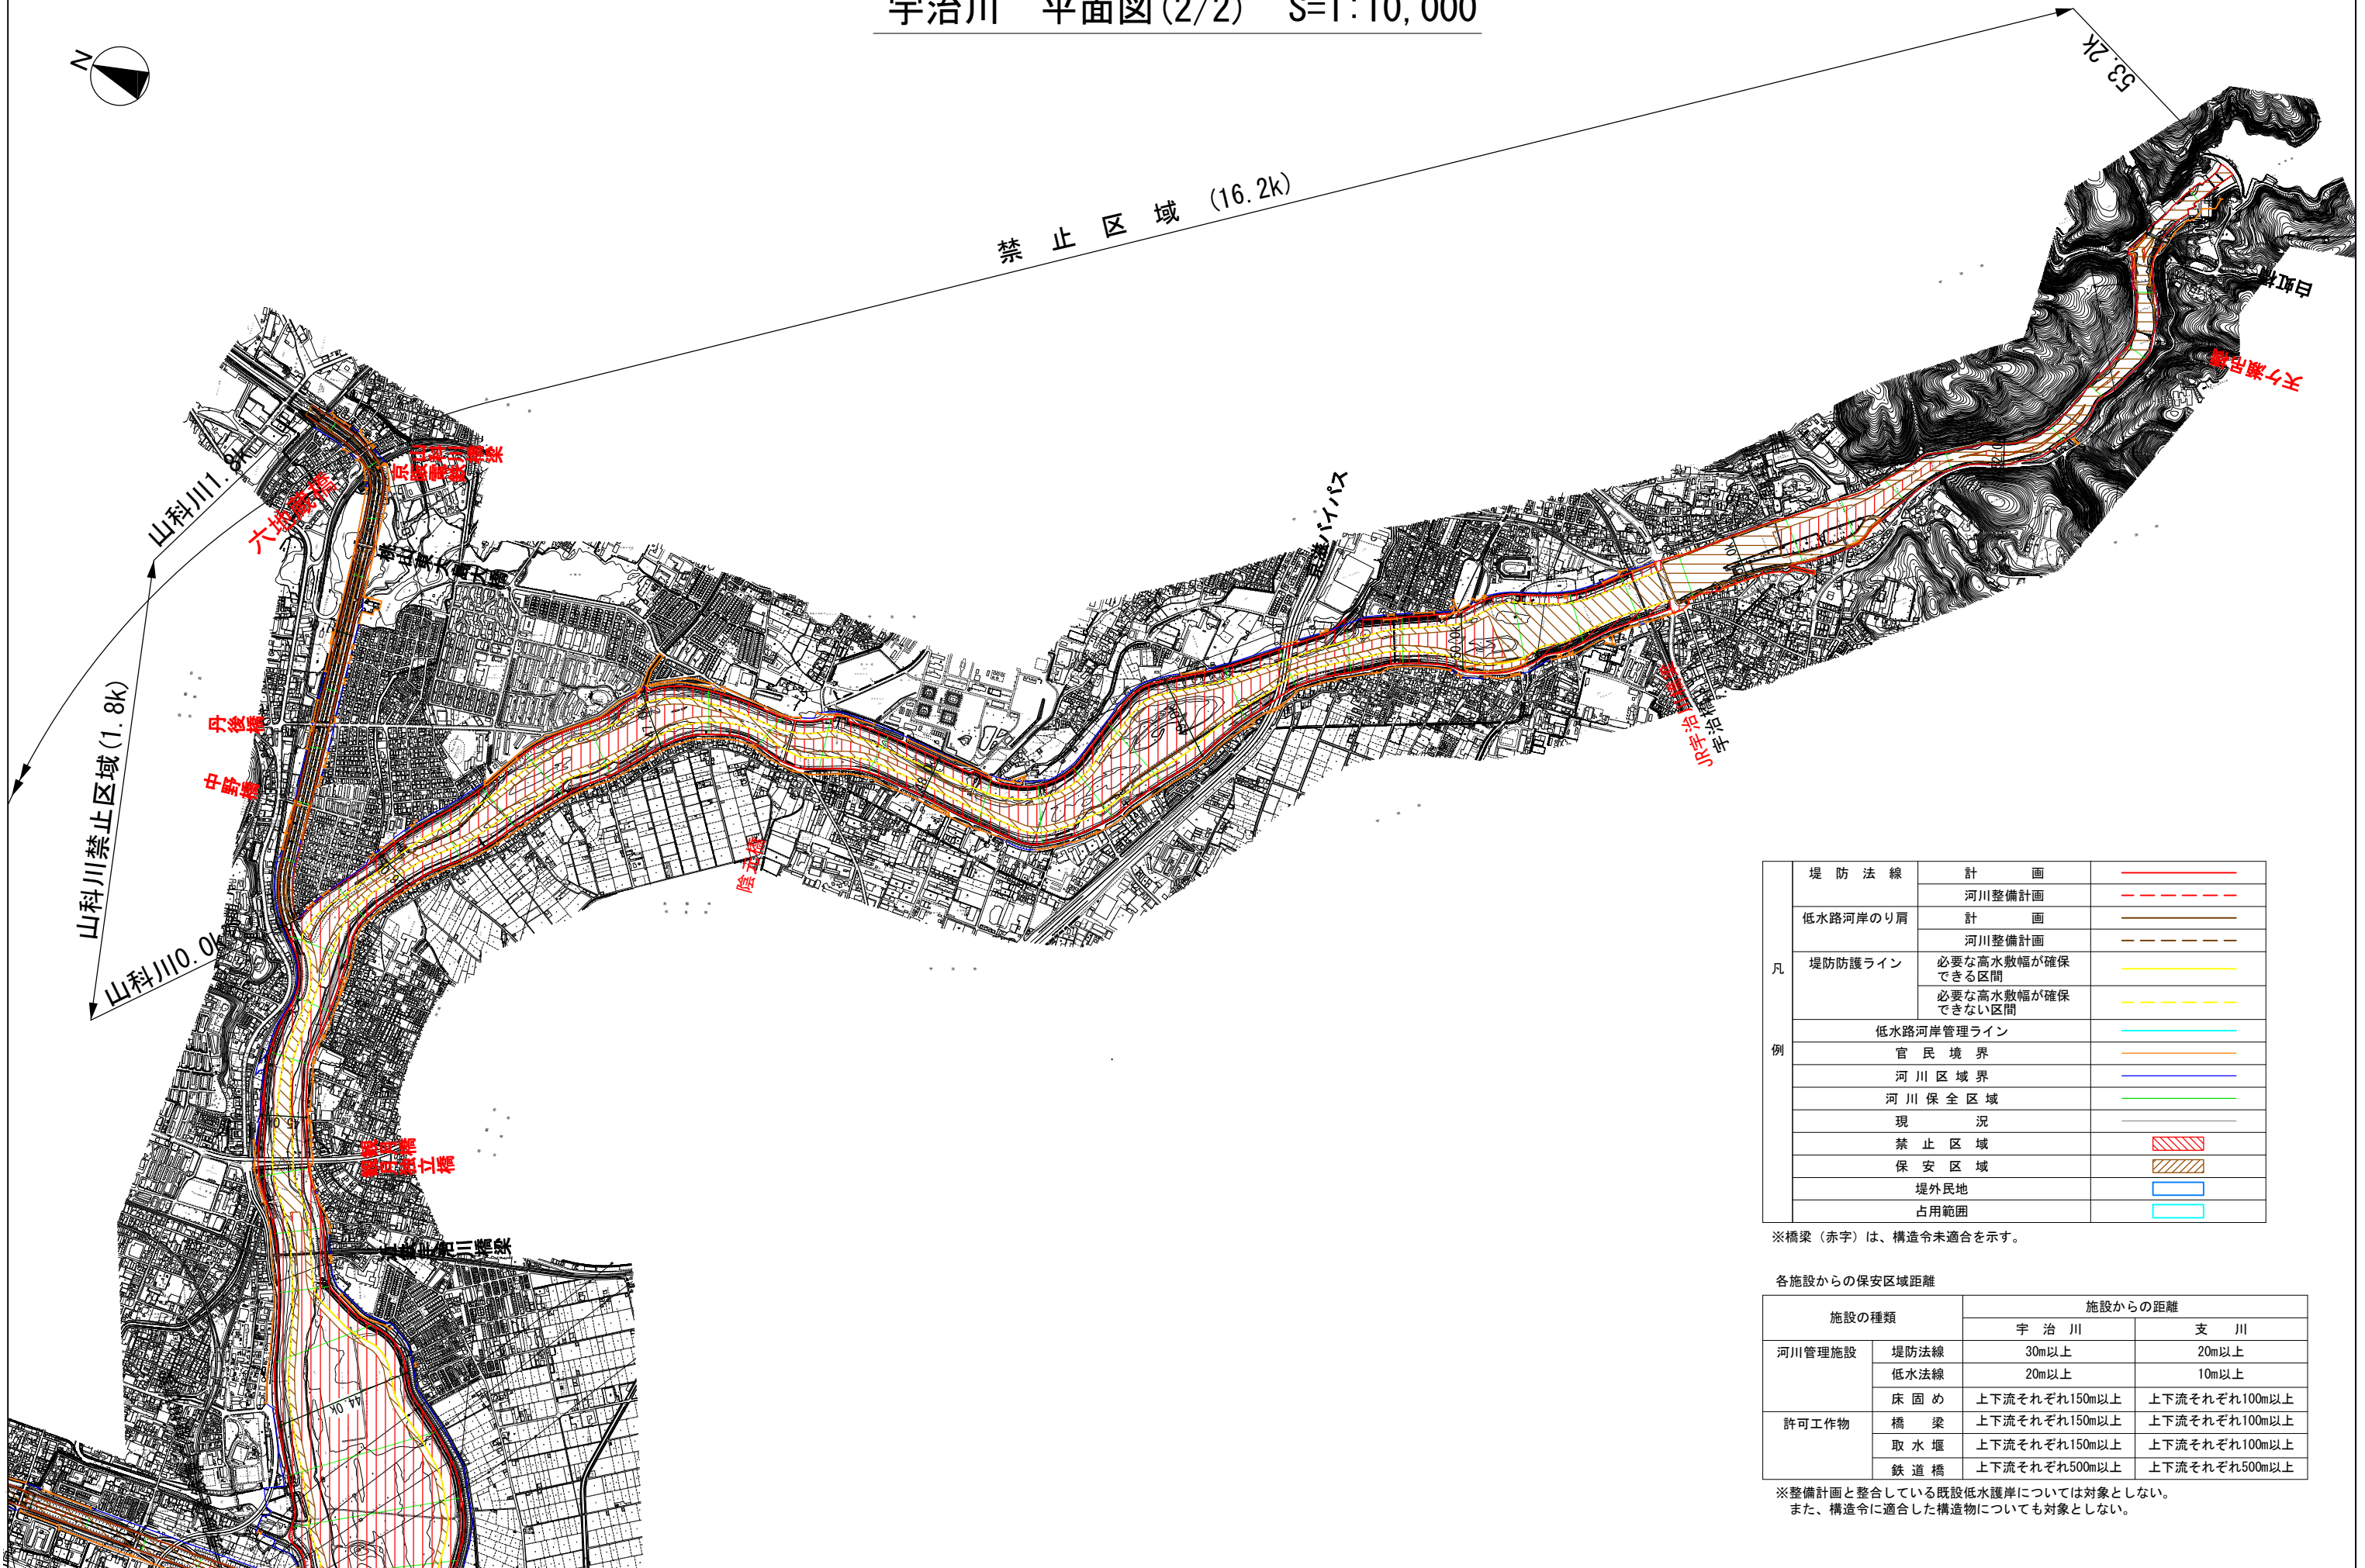 宇治川　平面図(2/2)　S=1:10,000
N
53.2k
禁　止　区　域　(16.2k)
白虹橋
天ケ瀬吊橋
山科川1.8k
六地蔵橋
桃山東大島大橋
京滋バイパス
山科川禁止区域(1.8k)
丹後橋
中野橋
山科川0.0k
隠元橋
JR宇治川橋梁
宇治橋
50.0k
45.0k
44.0k
観月橋
近鉄宇治川橋梁
凡例
堤　防　法　線　計　　画
河川整備計画
低水路河岸のり肩　計　　画
河川整備計画
堤防防護ライン　必要な高水敷幅が確保
できる区間
必要な高水敷幅が確保
できない区間
低水路河岸管理ライン
官　民　境　界
河　川　区　域　界
河　川　保　全　区　域
現　　況
禁　止　区　域
保　安　区　域
堤外民地
占用範囲
※橋梁（赤字）は、構造令未適合を示す。
各施設からの保安区域距離
施設の種類　施設からの距離
宇　治　川　支　　川
河川管理施設　堤防法線　30m以上　20m以上
低水法線　20m以上　10m以上
床　固　め　上下流それぞれ150m以上　上下流それぞれ100m以上
許可工作物　橋　　梁　上下流それぞれ150m以上　上下流それぞれ100m以上
取　水　堰　上下流それぞれ150m以上　上下流それぞれ100m以上
鉄　道　橋　上下流それぞれ500m以上　上下流それぞれ500m以上
※整備計画と整合している既設低水護岸については対象としない。
また、構造令に適合した構造物についても対象としない。